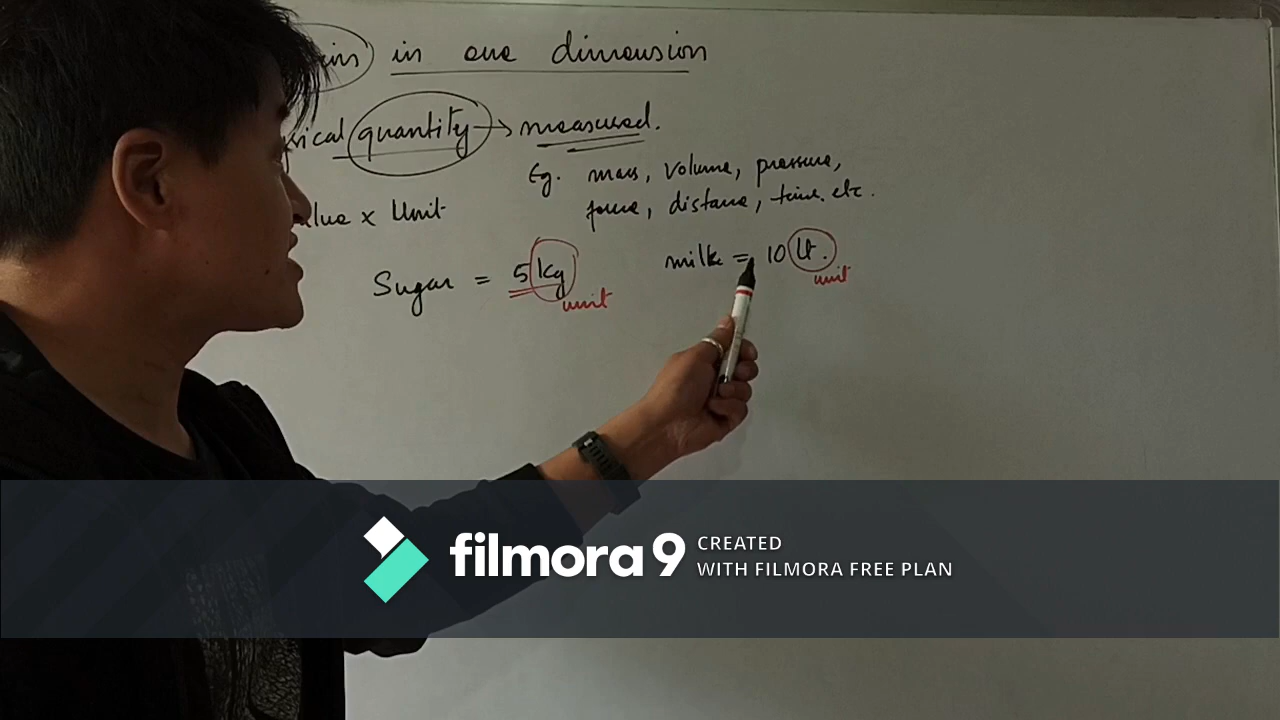 in one dimension
quantity → measured.
Eg. mass, volume, pressure,
force, distance, time. etc.
x Unit
Sugar = 5 kg
unit
milk = 10 Lt.
unit
filmora 9
CREATED
WITH FILMORA FREE PLAN